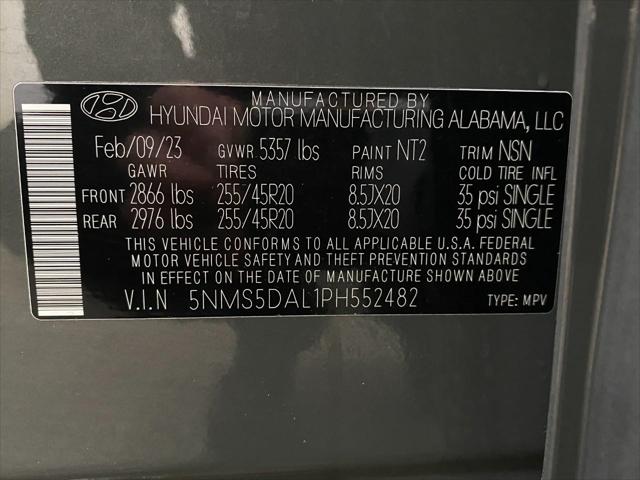 MANUFACTURED BY
HYUNDAI MOTOR MANUFACTURING ALABAMA, LLC
Feb/09/23 GVWR 5357 lbs PAINT NT2 TRIM NSN
GAWR TIRES RIMS COLD TIRE INFL
FRONT 2866 lbs 255/45R20 8.5JX20 35 psi SINGLE
REAR 2976 lbs 255/45R20 8.5JX20 35 psi SINGLE
THIS VEHICLE CONFORMS TO ALL APPLICABLE U.S.A. FEDERAL
MOTOR VEHICLE SAFETY AND THEFT PREVENTION STANDARDS
IN EFFECT ON THE DATE OF MANUFACTURE SHOWN ABOVE.
V.I.N 5NMS5DAL1PH552482 TYPE: MPV